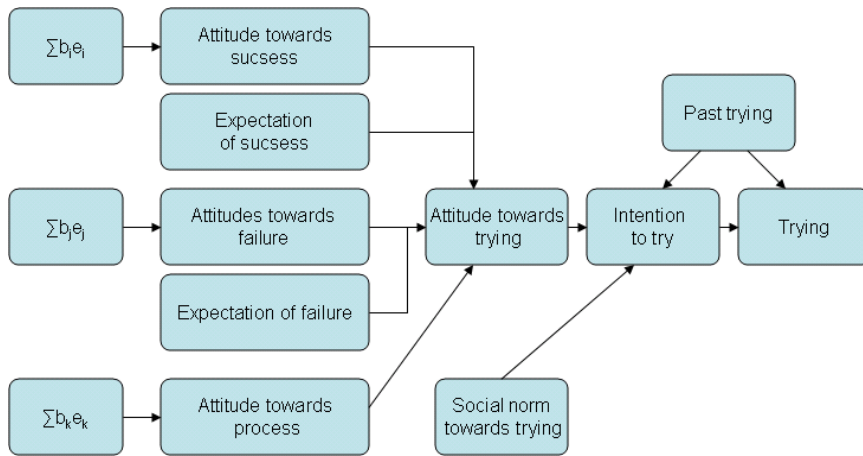 ∑bᵢeᵢ
Attitude towards
sucsess
Expectation
of sucsess
Past trying
∑bⱼeⱼ
Attitudes towards
failure
Attitude towards
trying
Intention
to try
Trying
Expectation of failure
∑bₖeₖ
Attitude towards
process
Social norm
towards trying